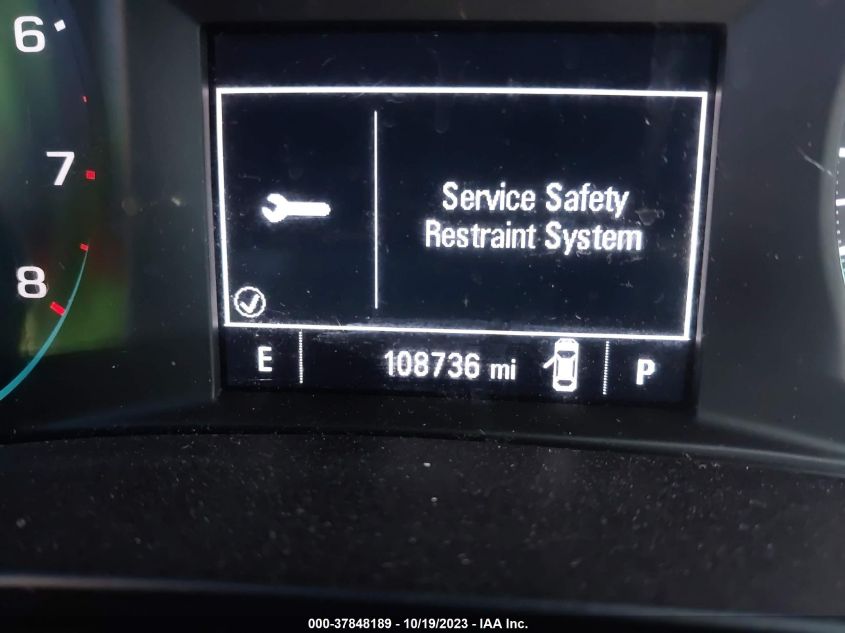 6
7
8
Service Safety
Restraint System
E 108736 mi P
000-37848189 - 10/19/2023 - IAA Inc.